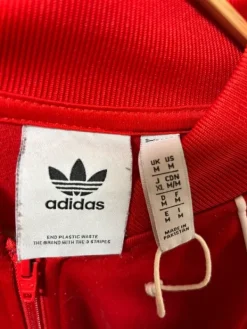 adidas
END PLASTIC WASTE
THE BRAND WITH THE 3 STRIPES
UK US
M M
J CDN
XL M/M
D F
M M
E I
M M
MADE IN
PAKISTAN